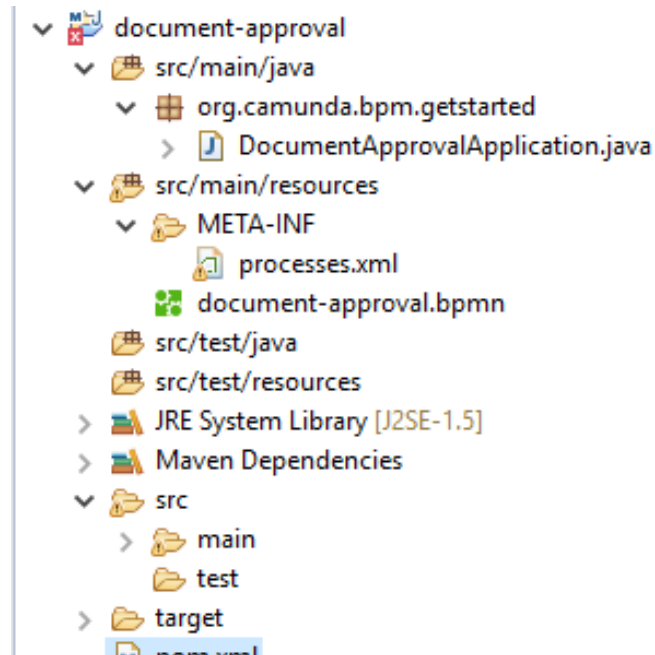 document-approval
src/main/java
org.camunda.bpm.getstarted
DocumentApprovalApplication.java
src/main/resources
META-INF
processes.xml
document-approval.bpmn
src/test/java
src/test/resources
JRE System Library [J2SE-1.5]
Maven Dependencies
src
main
test
target
pom.xml